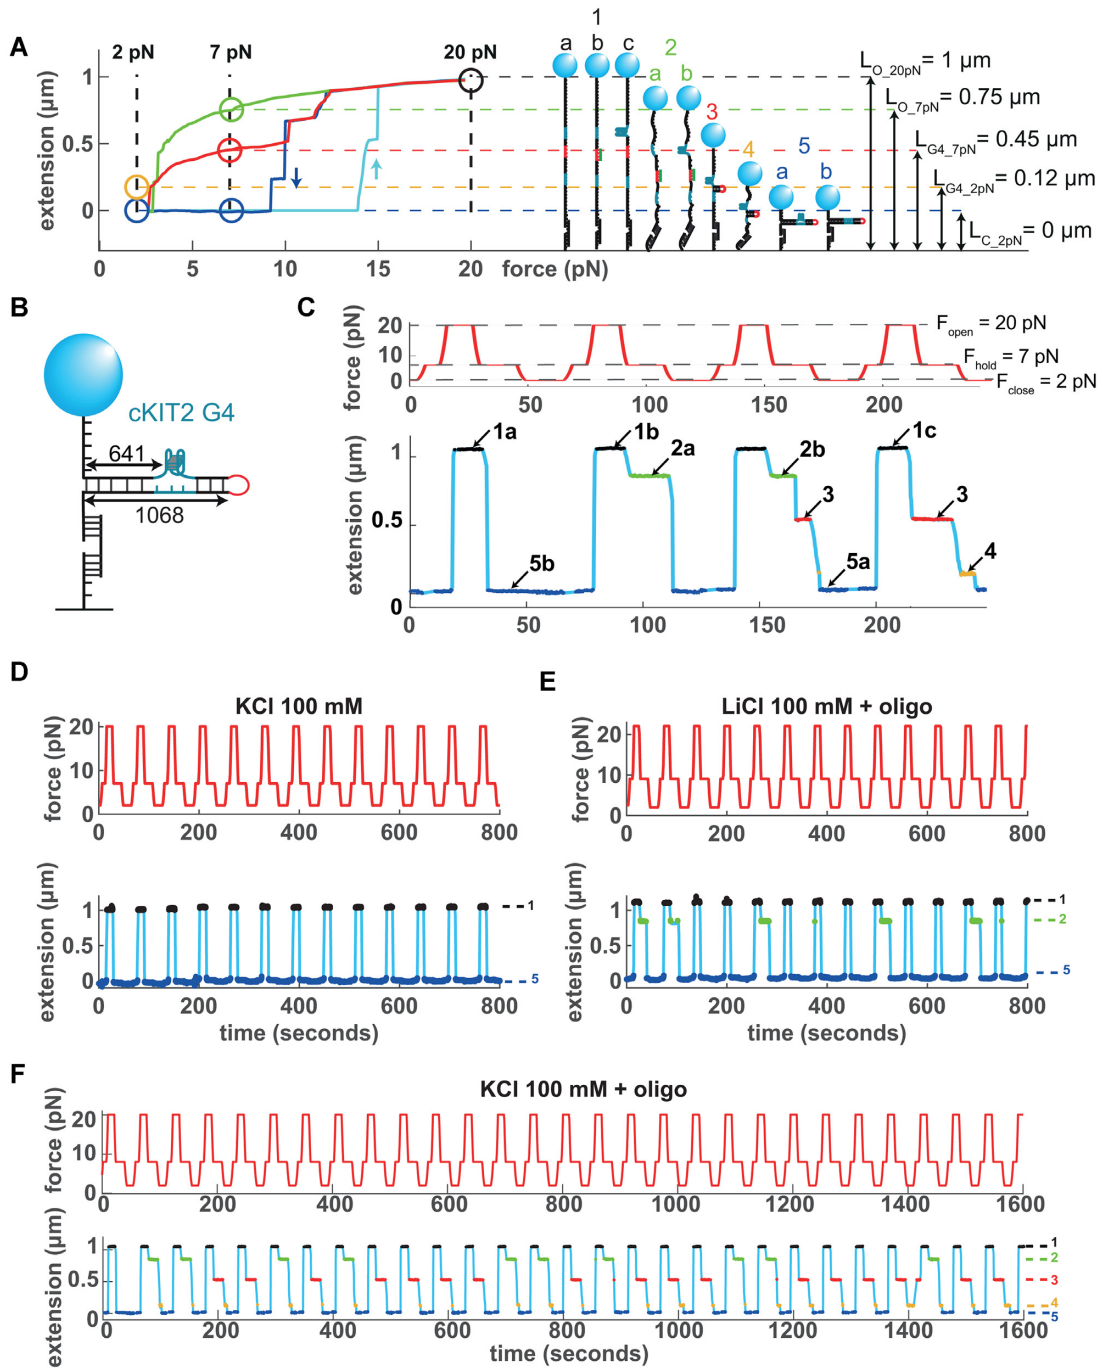 A
2 pN 7 pN 20 pN
extension (µm)
1
0.5
0
0 5 10 15 20 force (pN)
1
a b c
2
a b
3
4
5
a b
L O_20pN = 1 µm
L O_7pN = 0.75 µm
L G4_7pN = 0.45 µm
L G4_2pN = 0.12 µm
L C_2pN = 0 µm
B
cKIT2 G4
641
1068
C
force (pN)
20
10
0
F open = 20 pN
F hold = 7 pN
F close = 2 pN
0 50 100 150 200
extension (µm)
1
0.5
0
1a 1b 1c
2a 2b
3 3
4
5b 5a
0 50 100 150 200
D
KCl 100 mM
force (pN)
20
10
0
0 200 400 600 800
extension (µm)
1
0.5
0
1
5
0 200 400 600 800
time (seconds)
E
LiCl 100 mM + oligo
force (pN)
20
10
0
0 200 400 600 800
extension (µm)
1
0.5
0
1
2
5
0 200 400 600 800
time (seconds)
F
KCl 100 mM + oligo
force (pN)
20
10
0
0 200 400 600 800 1000 1200 1400 1600
extension (µm)
1
0.5
0
1
2
3
4
5
0 200 400 600 800 1000 1200 1400 1600
time (seconds)